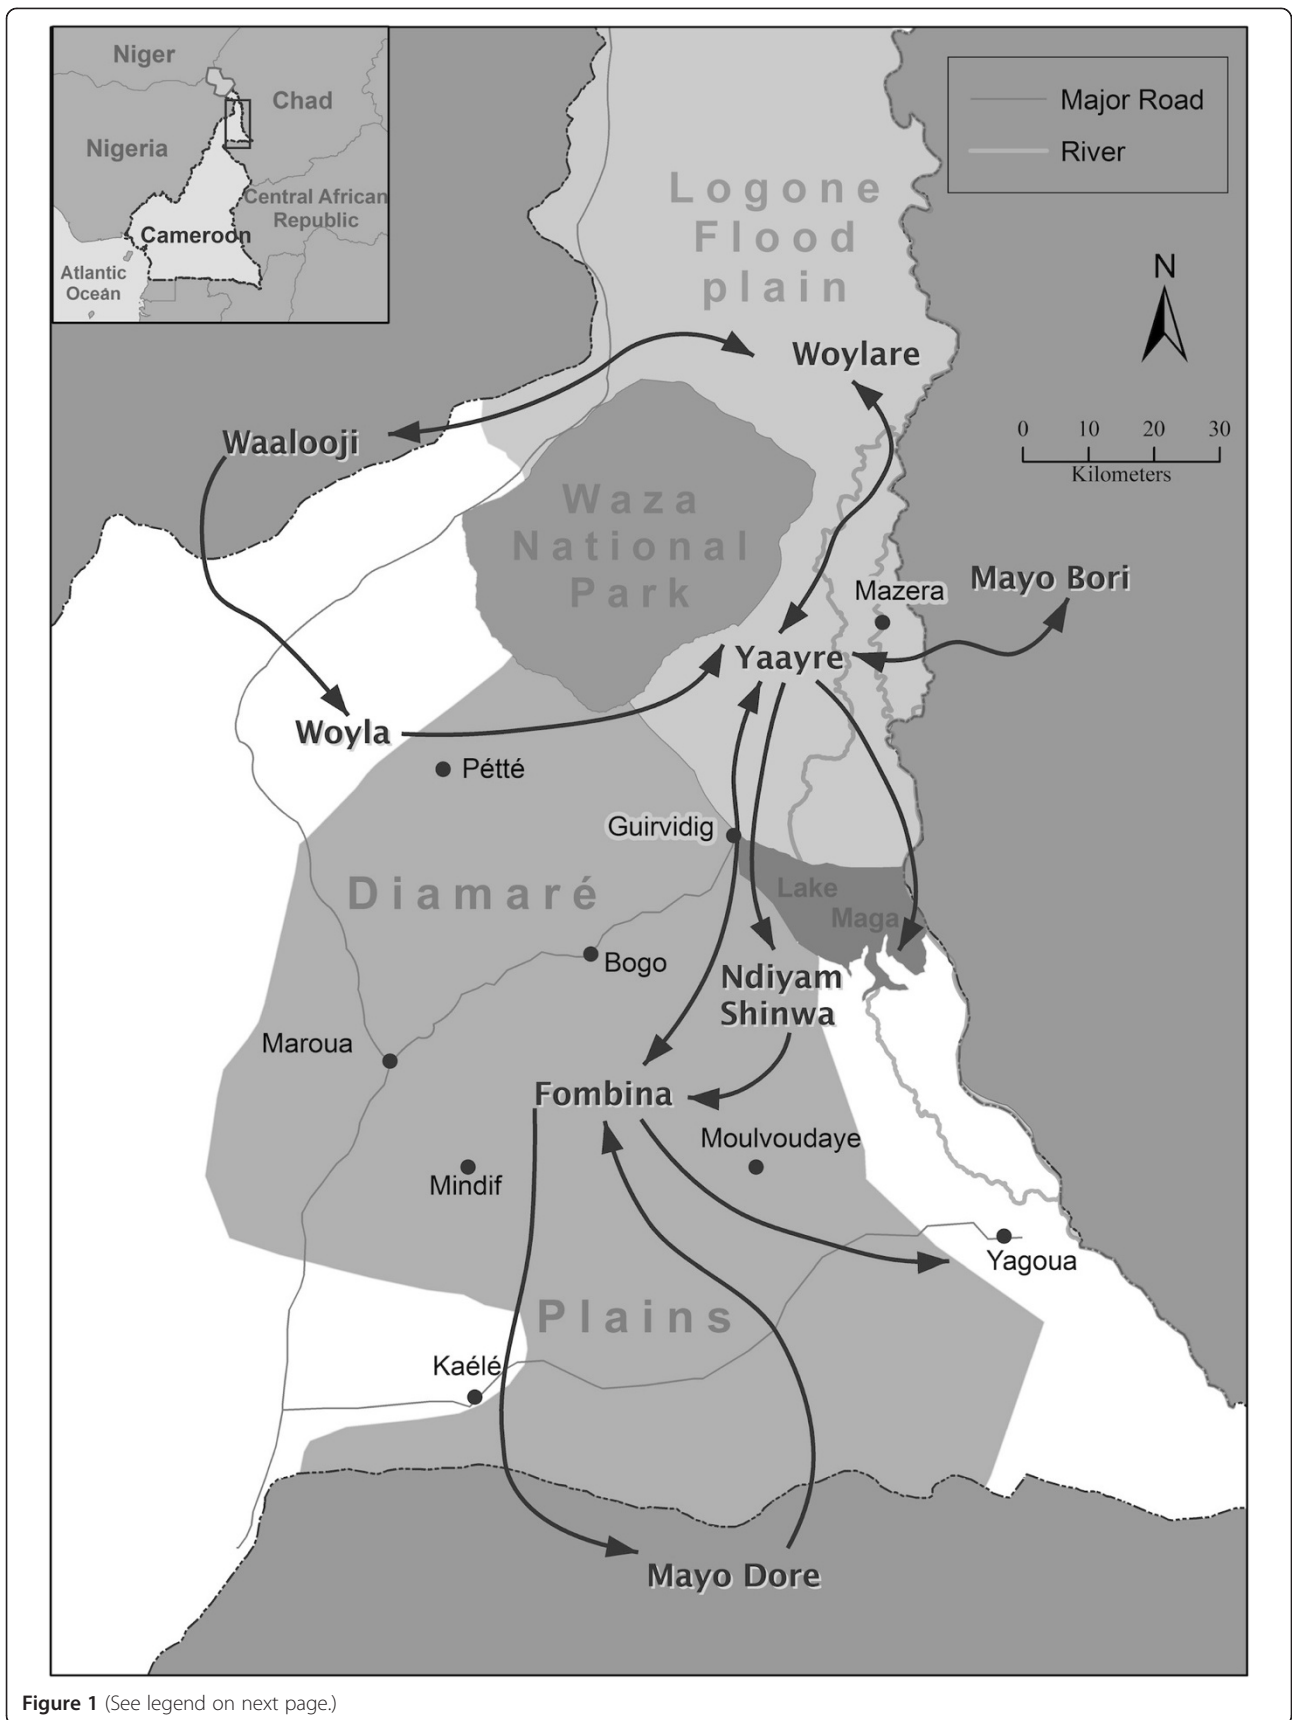 Niger
Chad
Nigeria
Central African
Republic
Cameroon
Atlantic
Ocean
Major Road
River
Logone
Flood
plain
N
Woylare
0 10 20 30
Kilometers
Waalooji
Waza
National
Park
Mayo Bori
Mazera
Yaayre
Woyla
Pétté
Guirvidig
Diamaré
Lake
Maga
Bogo
Ndiyam
Shinwa
Maroua
Fombina
Moulvoudaye
Mindif
Yagoua
Plains
Kaélé
Mayo Dore
Figure 1 (See legend on next page.)